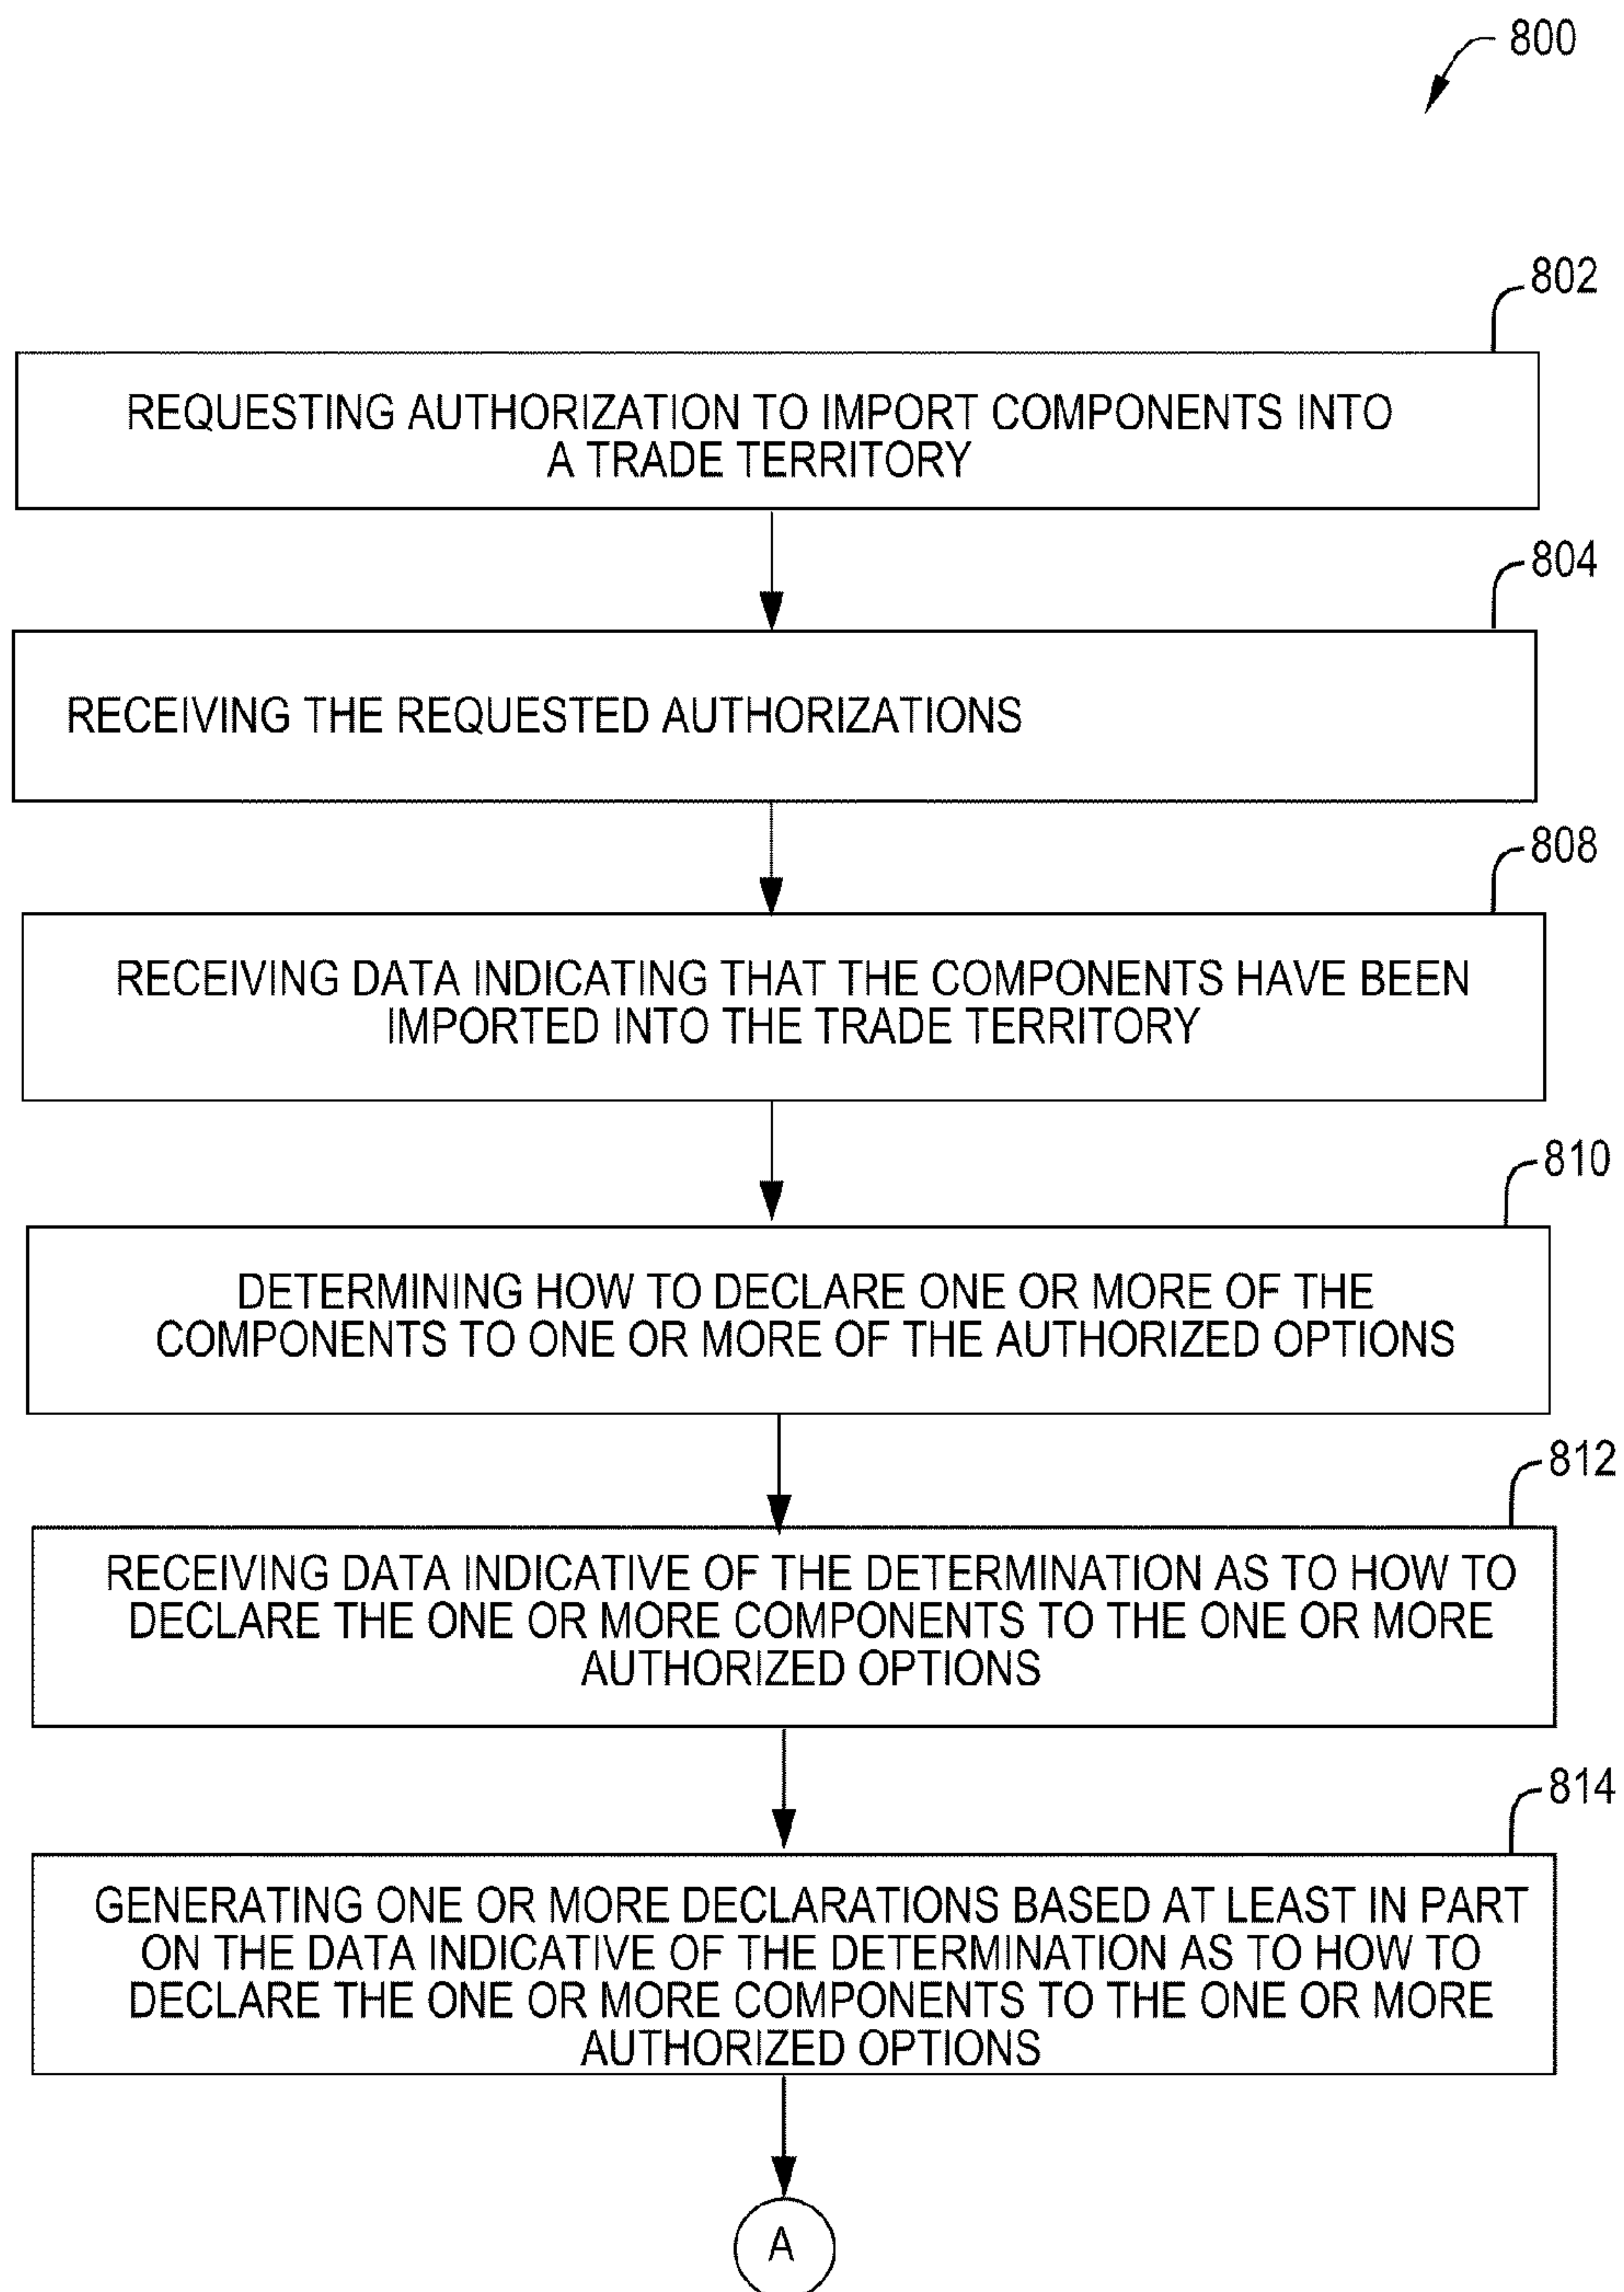 800
802
REQUESTING AUTHORIZATION TO IMPORT COMPONENTS INTO
A TRADE TERRITORY
804
RECEIVING THE REQUESTED AUTHORIZATIONS
808
RECEIVING DATA INDICATING THAT THE COMPONENTS HAVE BEEN
IMPORTED INTO THE TRADE TERRITORY
810
DETERMINING HOW TO DECLARE ONE OR MORE OF THE
COMPONENTS TO ONE OR MORE OF THE AUTHORIZED OPTIONS
812
RECEIVING DATA INDICATIVE OF THE DETERMINATION AS TO HOW TO
DECLARE THE ONE OR MORE COMPONENTS TO THE ONE OR MORE
AUTHORIZED OPTIONS
814
GENERATING ONE OR MORE DECLARATIONS BASED AT LEAST IN PART
ON THE DATA INDICATIVE OF THE DETERMINATION AS TO HOW TO
DECLARE THE ONE OR MORE COMPONENTS TO THE ONE OR MORE
AUTHORIZED OPTIONS
A